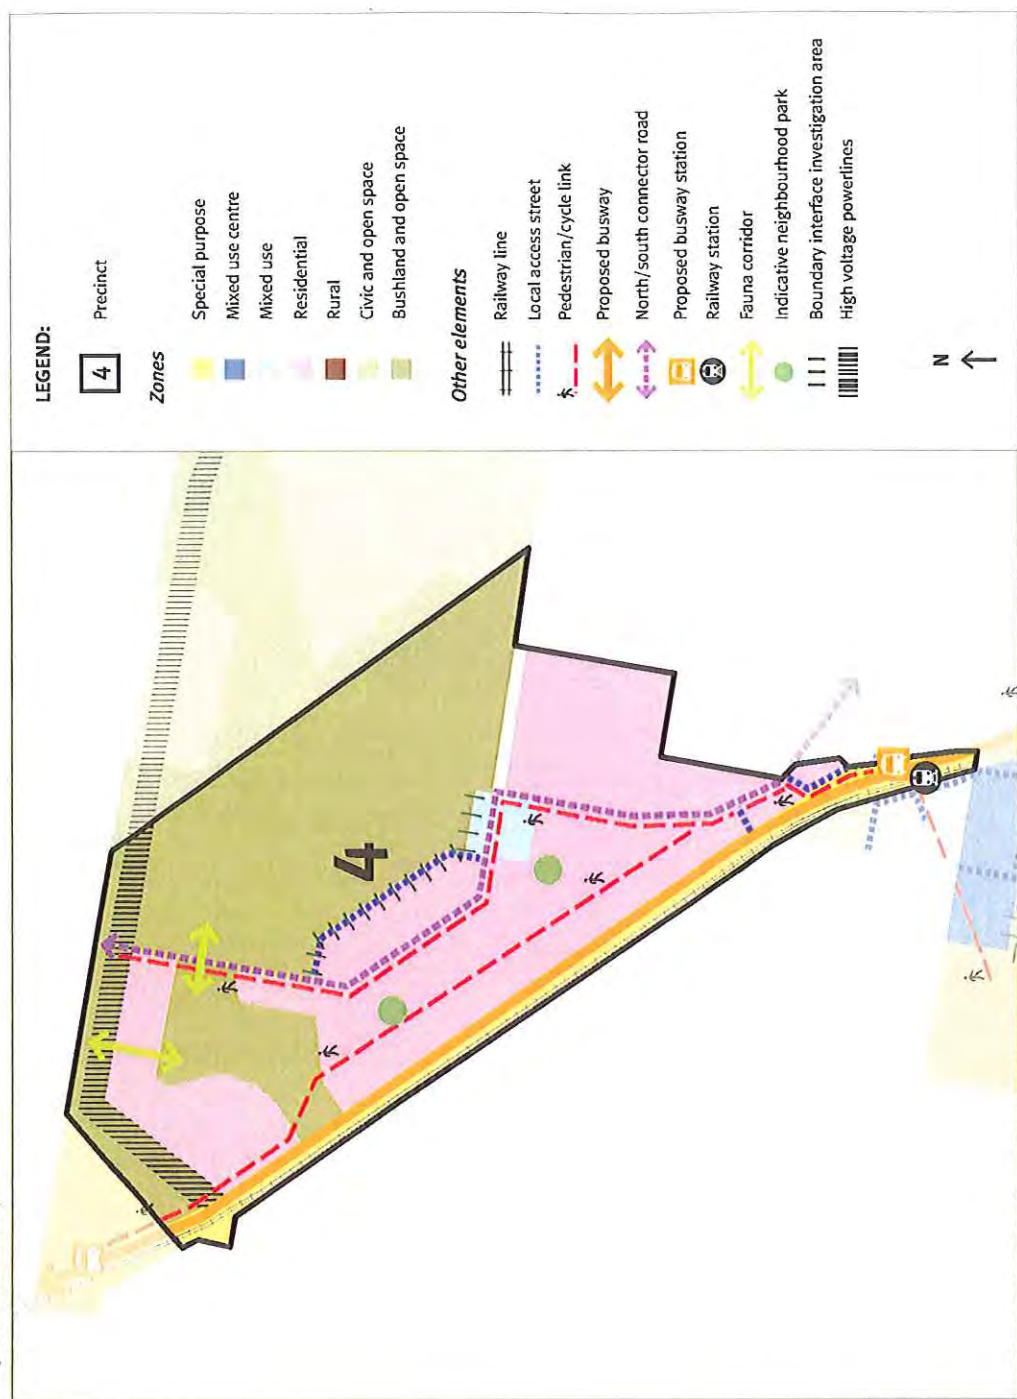 LEGEND:
4
Precinct
Zones
Special purpose
Mixed use centre
Mixed use
Residential
Rural
Civic and open space
Bushland and open space
Other elements
Railway line
Local access street
Pedestrian/cycle link
Proposed busway
North/south connector road
Proposed busway station
Railway station
Fauna corridor
Indicative neighbourhood park
Boundary interface investigation area
High voltage powerlines
N
4